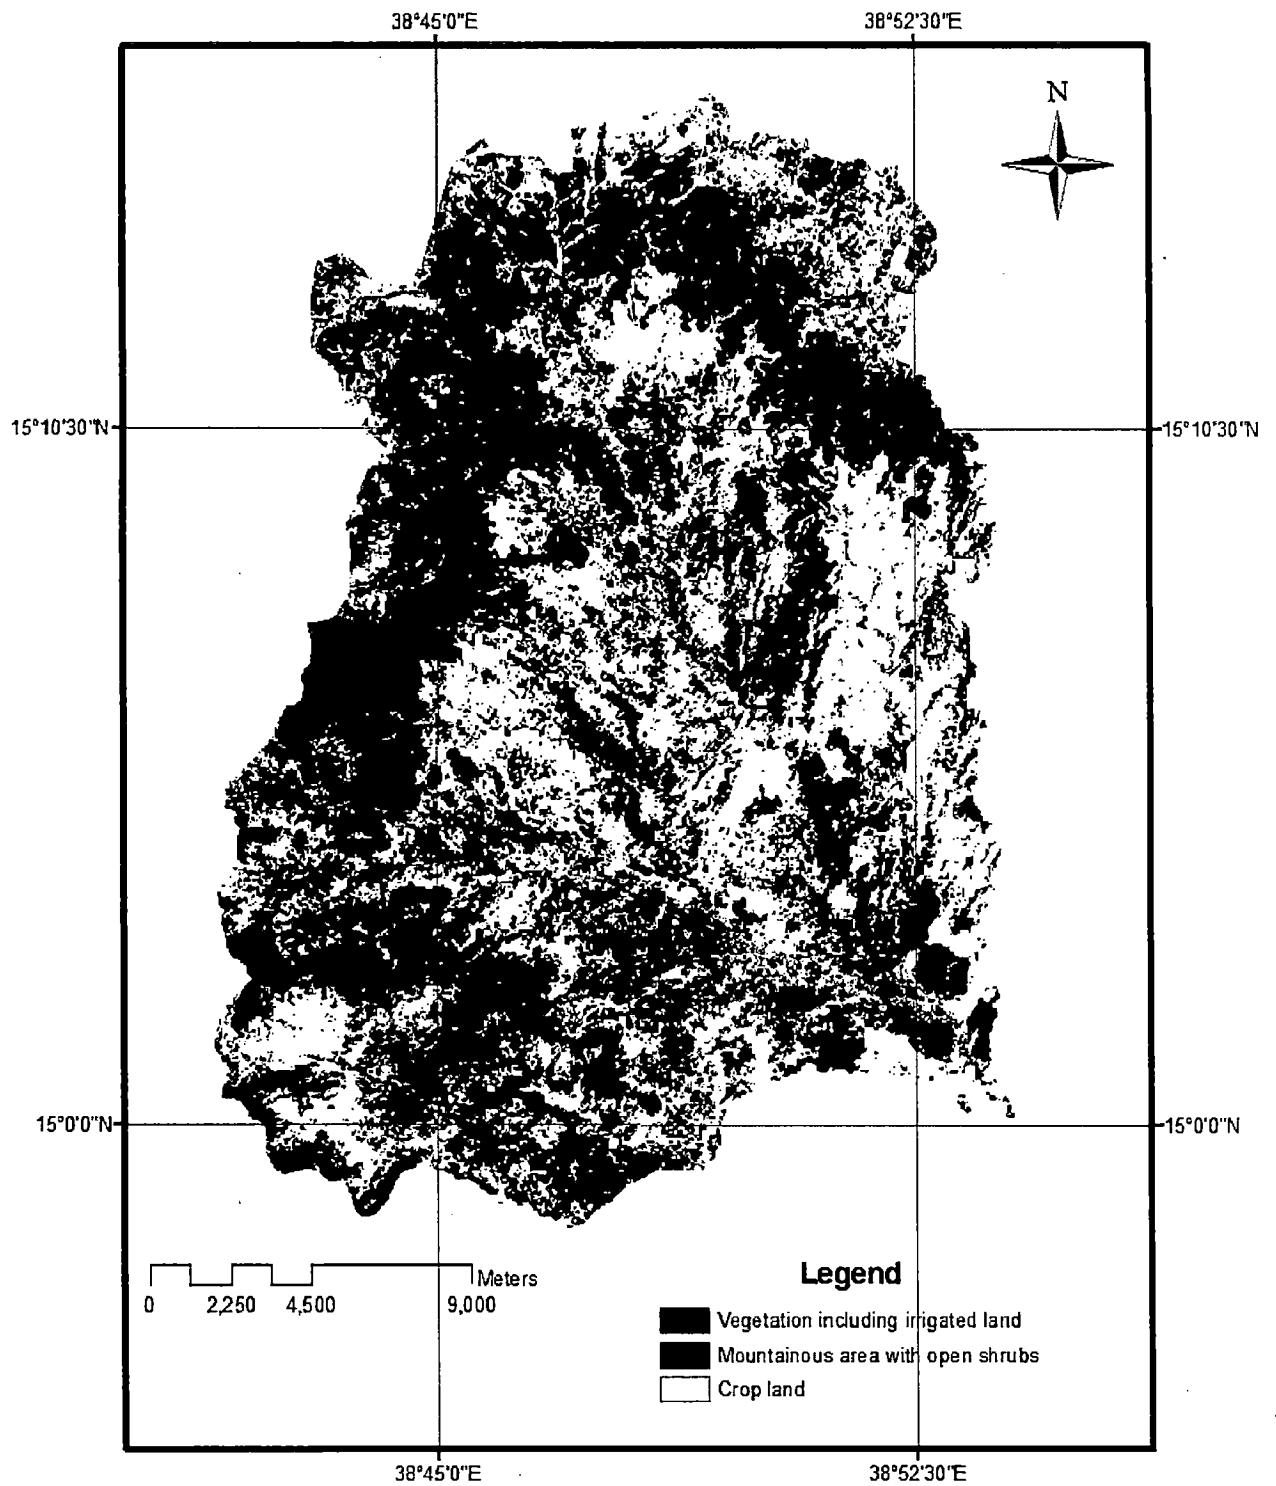 38°45'0"E 38°52'30"E
N
15°10'30"N 15°10'30"N
15°0'0"N 15°0'0"N
Meters
0 2,250 4,500 9,000
Legend
Vegetation including irrigated land
Mountainous area with open shrubs
Crop land
38°45'0"E 38°52'30"E